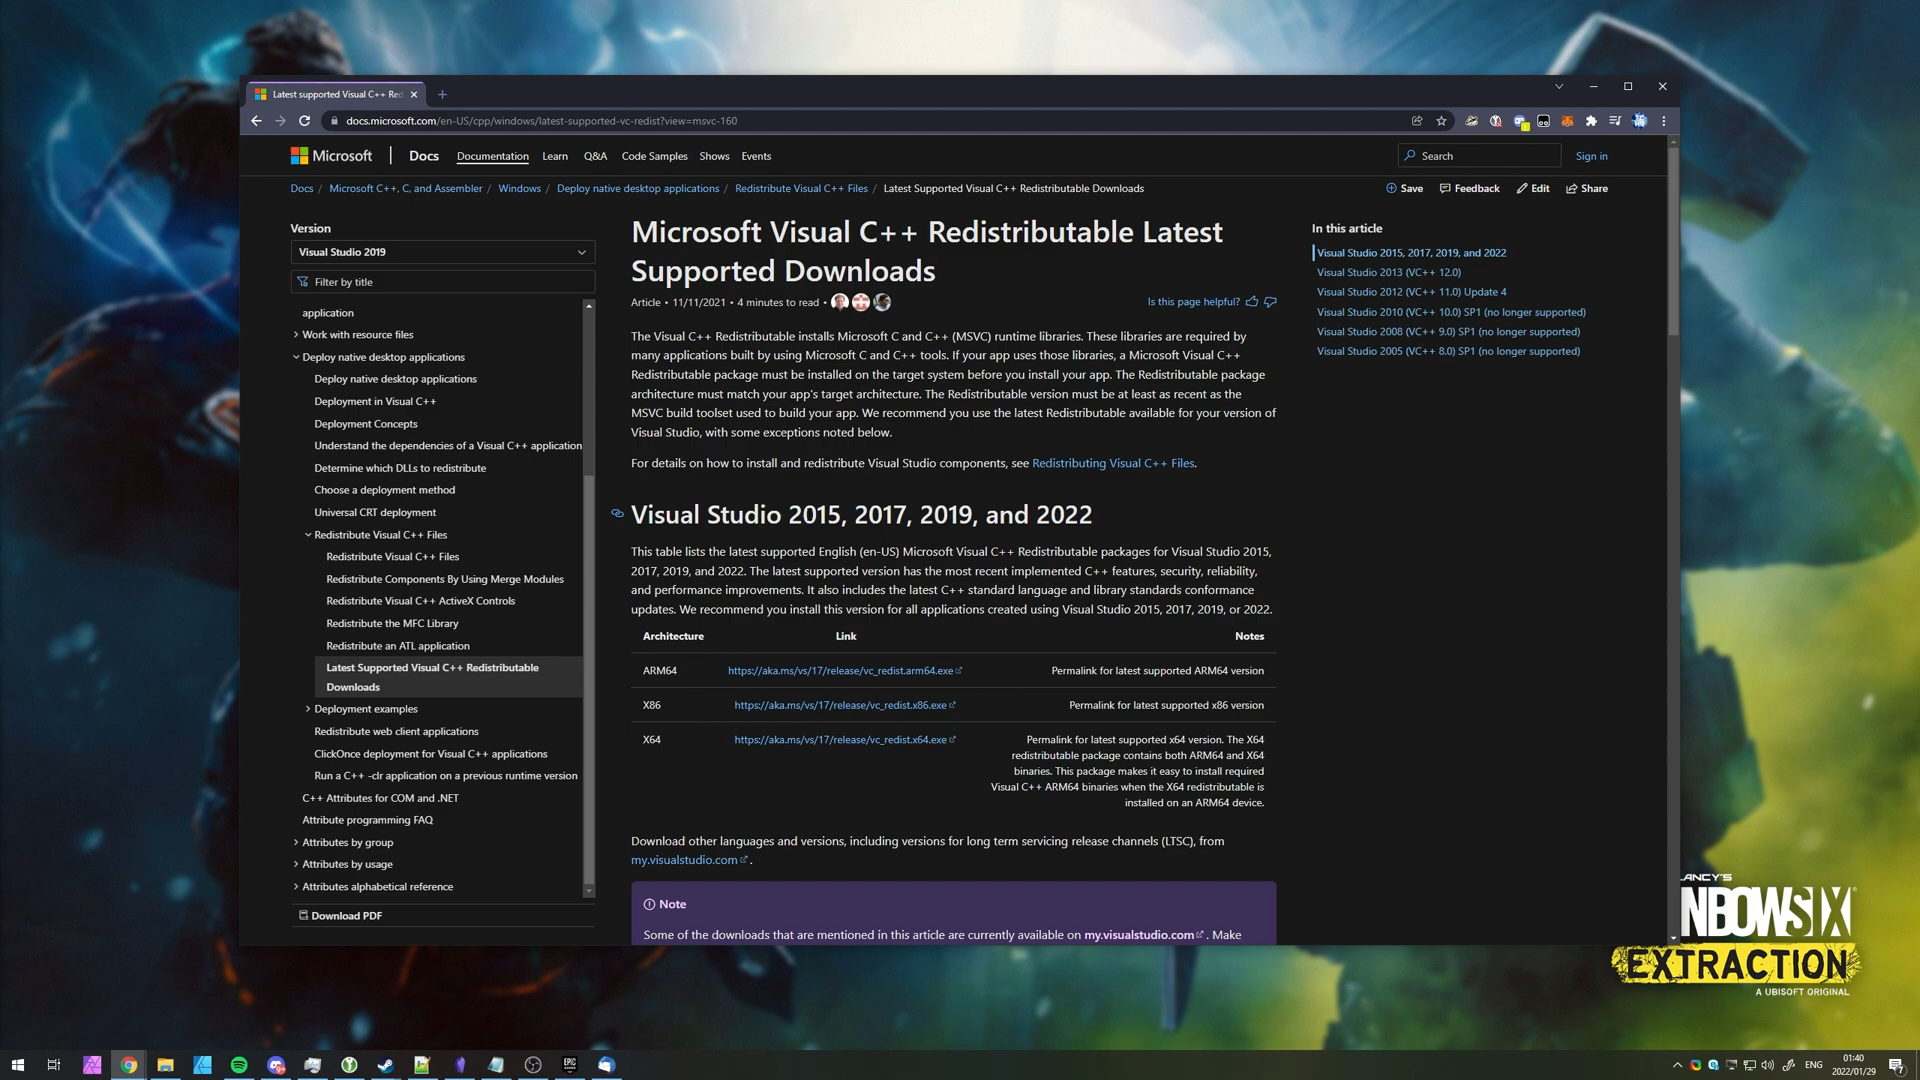 Latest supported Visual C++ Red
docs.microsoft.com/en-US/cpp/windows/latest-supported-vc-redist?view=msvc-160
Microsoft
Docs
Documentation
Learn
Q&A
Code Samples
Shows
Events
Search
Sign in
Docs / Microsoft C++, C, and Assembler / Windows / Deploy native desktop applications / Redistribute Visual C++ Files / Latest Supported Visual C++ Redistributable Downloads
Save
Feedback
Edit
Share
Version
Visual Studio 2019
Filter by title
application
Work with resource files
Deploy native desktop applications
Deploy native desktop applications
Deployment in Visual C++
Deployment Concepts
Understand the dependencies of a Visual C++ application
Determine which DLLs to redistribute
Choose a deployment method
Universal CRT deployment
Redistribute Visual C++ Files
Redistribute Visual C++ Files
Redistribute Components By Using Merge Modules
Redistribute Visual C++ ActiveX Controls
Redistribute the MFC Library
Redistribute an ATL application
Latest Supported Visual C++ Redistributable
Downloads
Deployment examples
Redistribute web client applications
ClickOnce deployment for Visual C++ applications
Run a C++ -clr application on a previous runtime version
C++ Attributes for COM and .NET
Attribute programming FAQ
Attributes by group
Attributes by usage
Attributes alphabetical reference
Download PDF
Microsoft Visual C++ Redistributable Latest
Supported Downloads
Article • 11/11/2021 • 4 minutes to read •
Is this page helpful?
The Visual C++ Redistributable installs Microsoft C and C++ (MSVC) runtime libraries. These libraries are required by
many applications built by using Microsoft C and C++ tools. If your app uses those libraries, a Microsoft Visual C++
Redistributable package must be installed on the target system before you install your app. The Redistributable package
architecture must match your app's target architecture. The Redistributable version must be at least as recent as the
MSVC build toolset used to build your app. We recommend you use the latest Redistributable available for your version of
Visual Studio, with some exceptions noted below.
For details on how to install and redistribute Visual Studio components, see Redistributing Visual C++ Files.
Visual Studio 2015, 2017, 2019, and 2022
This table lists the latest supported English (en-US) Microsoft Visual C++ Redistributable packages for Visual Studio 2015,
2017, 2019, and 2022. The latest supported version has the most recent implemented C++ features, security, reliability,
and performance improvements. It also includes the latest C++ standard language and library standards conformance
updates. We recommend you install this version for all applications created using Visual Studio 2015, 2017, 2019, or 2022.
Architecture Link Notes
ARM64 https://aka.ms/vs/17/release/vc_redist.arm64.exe Permalink for latest supported ARM64 version
X86 https://aka.ms/vs/17/release/vc_redist.x86.exe Permalink for latest supported x86 version
X64 https://aka.ms/vs/17/release/vc_redist.x64.exe Permalink for latest supported x64 version. The X64
redistributable package contains both ARM64 and X64
binaries. This package makes it easy to install required
Visual C++ ARM64 binaries when the X64 redistributable is
installed on an ARM64 device.
Download other languages and versions, including versions for long term servicing release channels (LTSC), from
my.visualstudio.com .
Note
Some of the downloads that are mentioned in this article are currently available on my.visualstudio.com . Make
In this article
Visual Studio 2015, 2017, 2019, and 2022
Visual Studio 2013 (VC++ 12.0)
Visual Studio 2012 (VC++ 11.0) Update 4
Visual Studio 2010 (VC++ 10.0) SP1 (no longer supported)
Visual Studio 2008 (VC++ 9.0) SP1 (no longer supported)
Visual Studio 2005 (VC++ 8.0) SP1 (no longer supported)
LANCY'S
NBOWSIX
EXTRACTION
A UBISOFT ORIGINAL
EPIC
ENG
01:40
2022/01/29
7